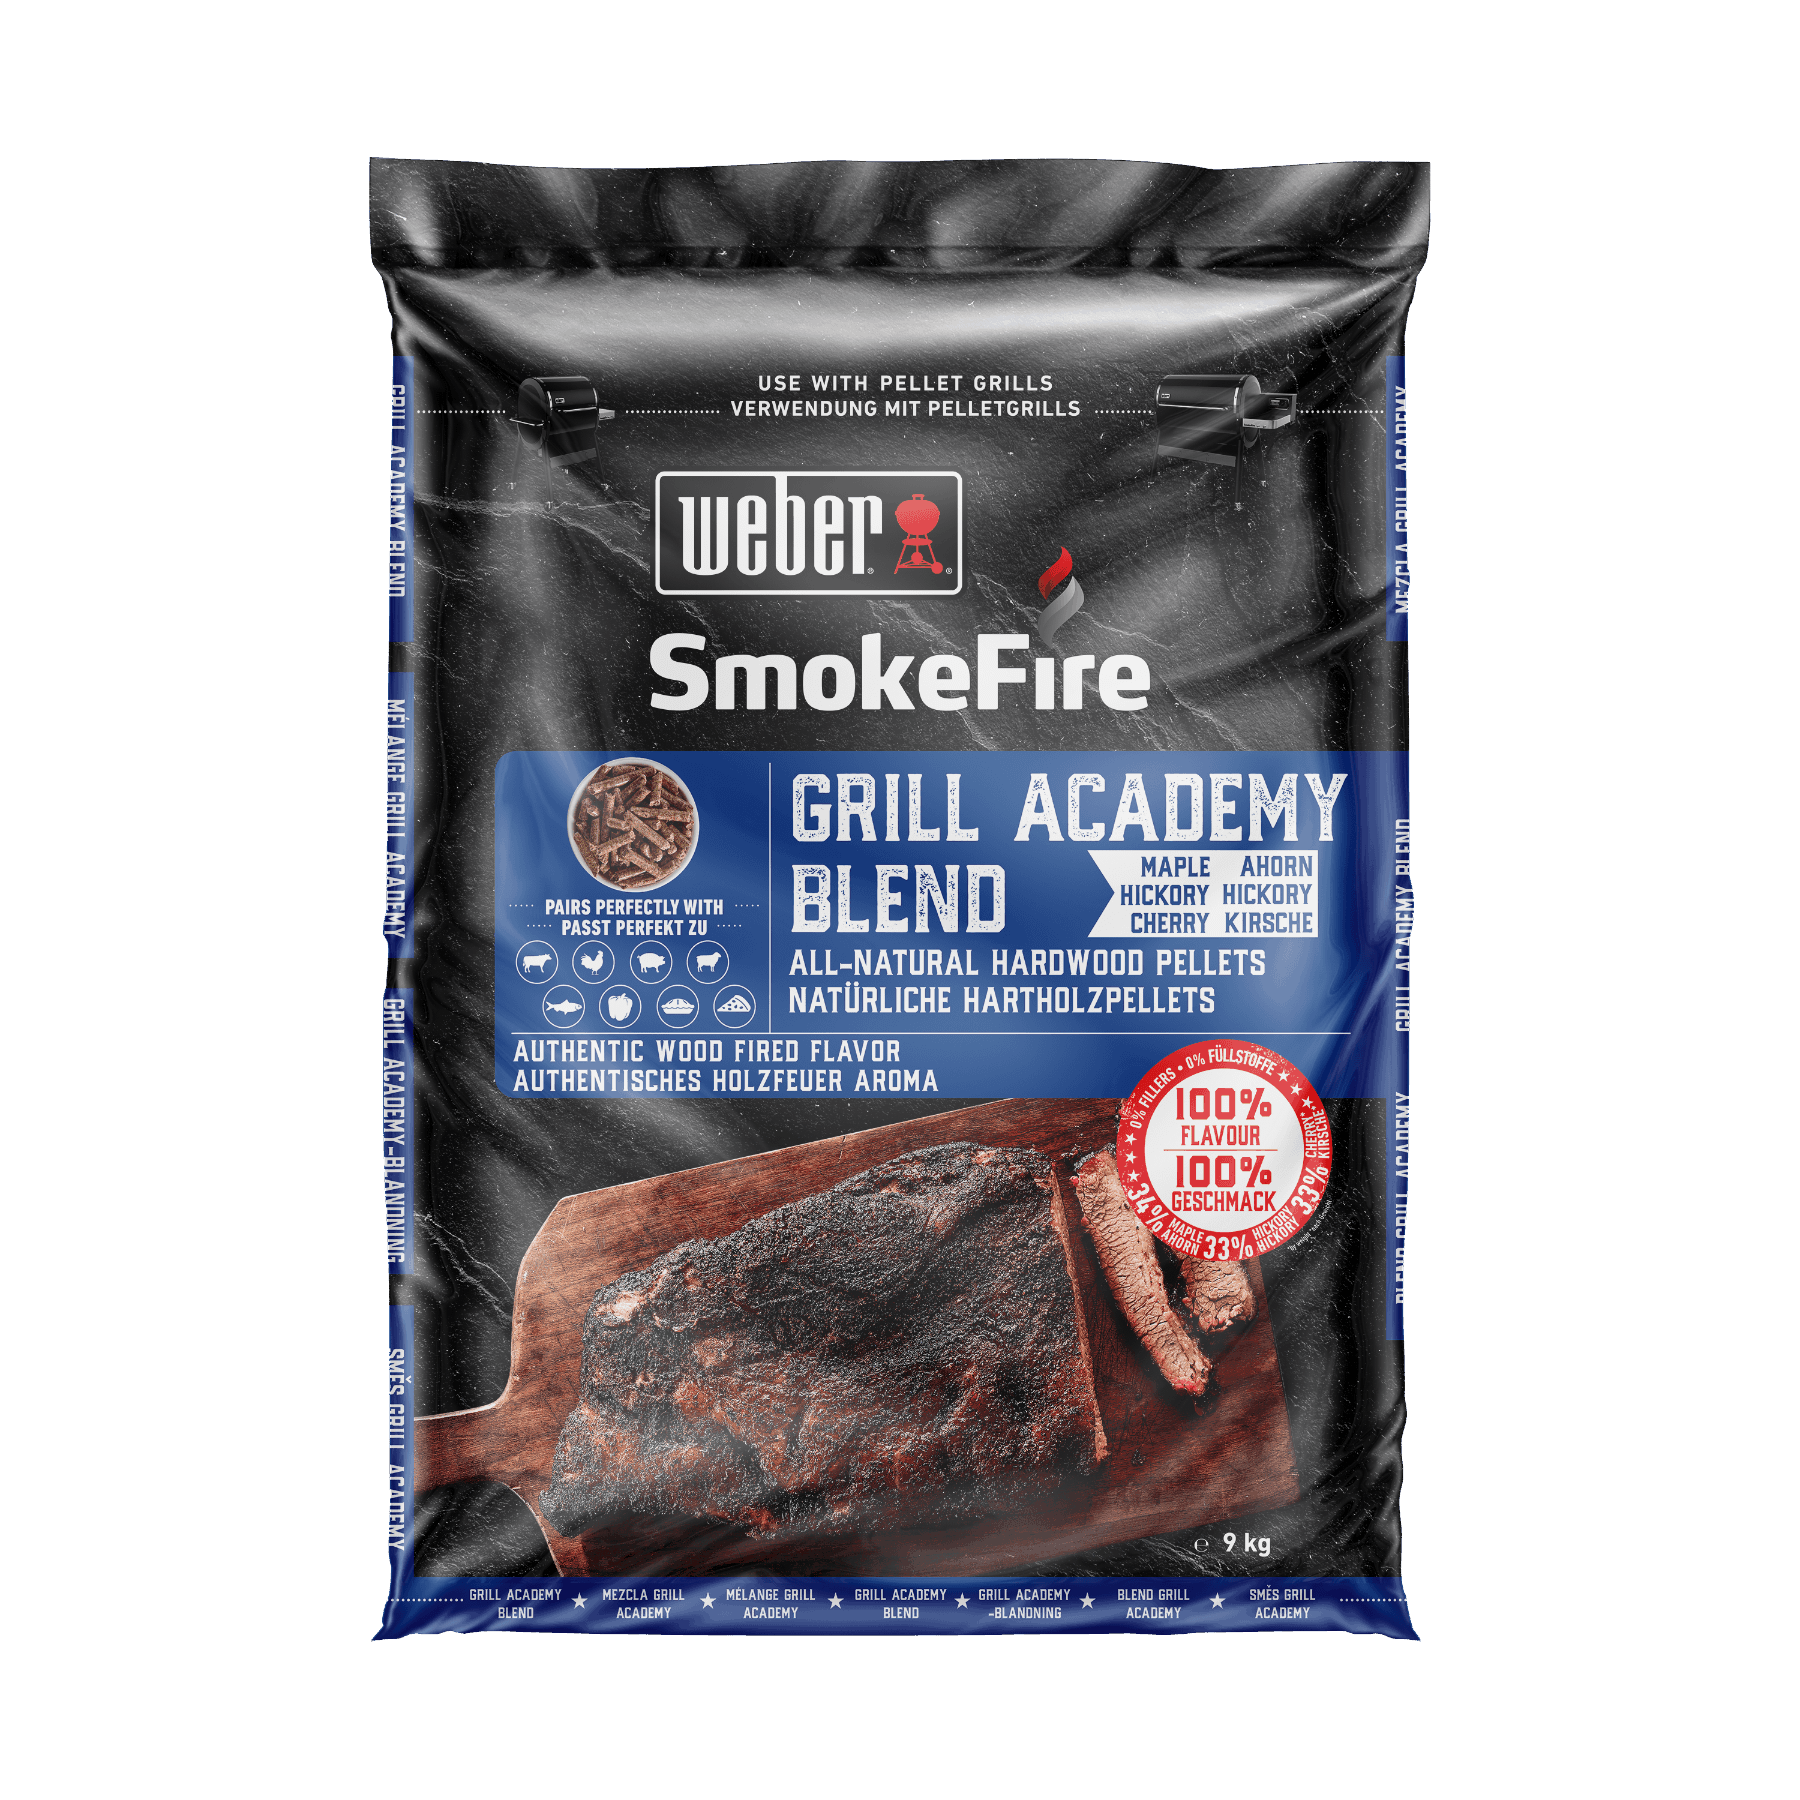 USE WITH PELLET GRILLS
VERWENDUNG MIT PELLETGRILLS
weber
SmokeFire
GRILL ACADEMY
BLEND
MAPLE AHORN
HICKORY HICKORY
CHERRY KIRSCHE
ALL-NATURAL HARDWOOD PELLETS
NATÜRLICHE HARTHOLZPELLETS
PAIRS PERFECTLY WITH
PASST PERFEKT ZU
AUTHENTIC WOOD FIRED FLAVOR
AUTHENTISCHES HOLZFEUER AROMA
0% FILLERS • 0% FÜLLSTOFFE
100%
FLAVOUR
100%
GESCHMACK
34% MAPLE AHORN
33% HICKORY HICKORY
33% CHERRY* KIRSCHE*
℮ 9 kg
GRILL ACADEMY BLEND
MÉLANGE GRILL ACADEMY
GRILL ACADEMY-BLANDNING
SMĚS GRILL ACADEMY
MEZCLA GRILL ACADEMY
GRILL ACADEMY BLEND
BLEND GRILL ACADEMY
GRILL ACADEMY BLEND ★ MEZCLA GRILL ACADEMY ★ MÉLANGE GRILL ACADEMY ★ GRILL ACADEMY BLEND ★ GRILL ACADEMY -BLANDNING ★ BLEND GRILL ACADEMY ★ SMĚS GRILL ACADEMY